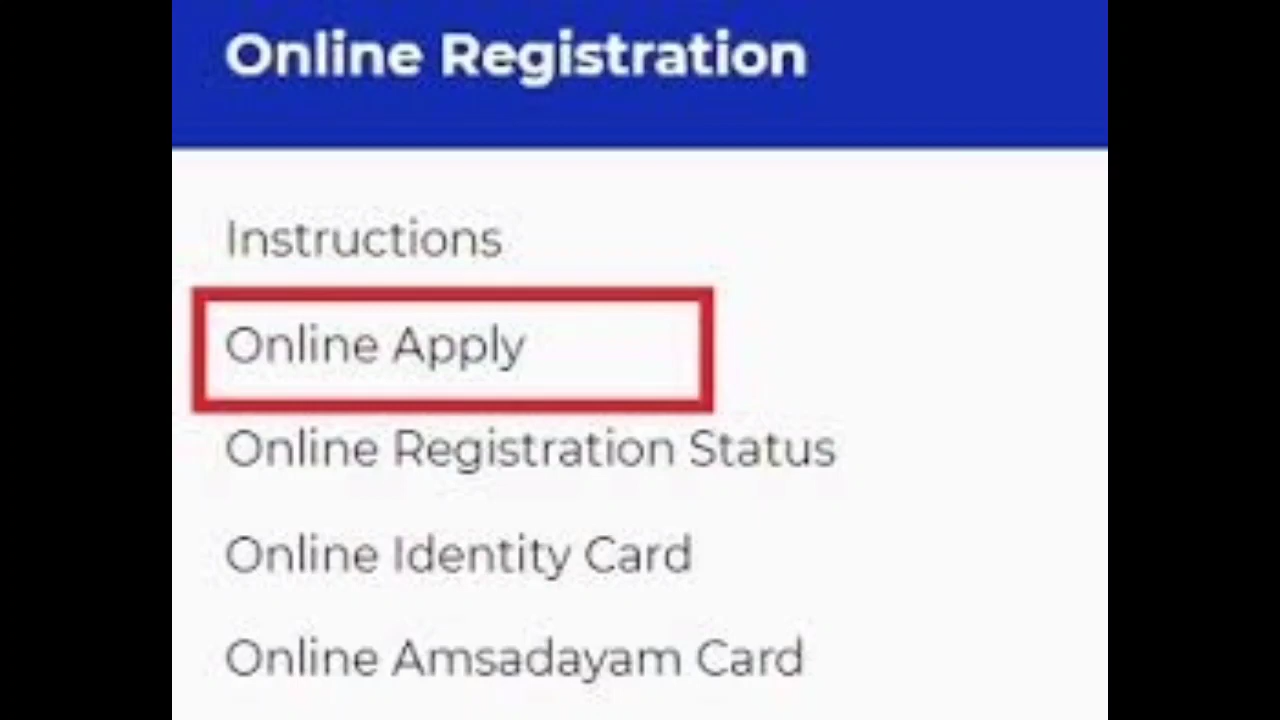 Online Registration
Instructions
Online Apply
Online Registration Status
Online Identity Card
Online Amsadayam Card